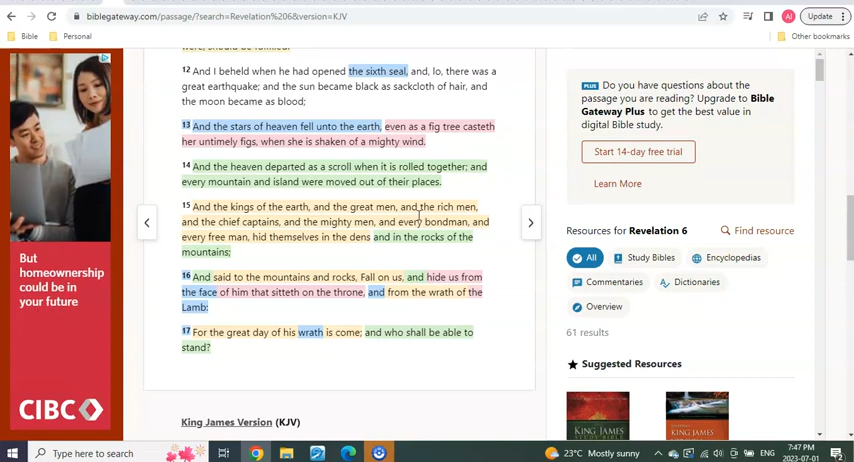 biblegateway.com/passage/?search=Revelation%206&version=KJV
AI
Update
Bible
Personal
Other bookmarks
were, should be fulfilled.
12 And I beheld when he had opened the sixth seal, and, lo, there was a
great earthquake; and the sun became black as sackcloth of hair, and
the moon became as blood;
13 And the stars of heaven fell unto the earth, even as a fig tree casteth
her untimely figs, when she is shaken of a mighty wind.
14 And the heaven departed as a scroll when it is rolled together; and
every mountain and island were moved out of their places.
15 And the kings of the earth, and the great men, and the rich men,
and the chief captains, and the mighty men, and every bondman, and
every free man, hid themselves in the dens and in the rocks of the
mountains;
16 And said to the mountains and rocks, Fall on us, and hide us from
the face of him that sitteth on the throne, and from the wrath of the
Lamb:
17 For the great day of his wrath is come; and who shall be able to
stand?
King James Version (KJV)
But
homeownership
could be in
your future
CIBC
PLUS Do you have questions about the
passage you are reading? Upgrade to Bible
Gateway Plus to get the best value in
digital Bible study.
Start 14-day free trial
Learn More
Resources for Revelation 6
Find resource
All
Study Bibles
Encyclopedias
Commentaries
Dictionaries
Overview
61 results
Suggested Resources
KING JAMES
STUDY BIBLE
KING JAMES
Type here to search
23°C Mostly sunny
ENG
7:47 PM
2023-07-01
2